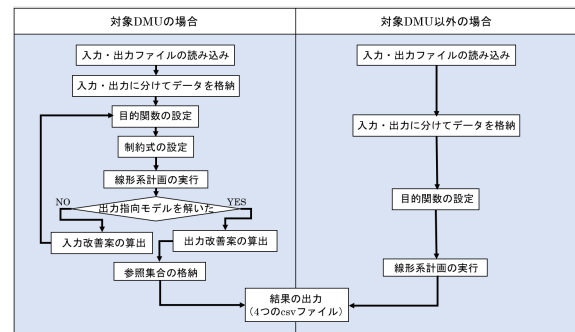 対象DMUの場合
入力・出力ファイルの読み込み
入力・出力に分けてデータを格納
目的関数の設定
制約式の設定
線形系計画の実行
出力指向モデルを解いた
NO
YES
入力改善案の算出
出力改善案の算出
参照集合の格納
対象DMU以外の場合
入力・出力ファイルの読み込み
入力・出力に分けてデータを格納
目的関数の設定
線形系計画の実行
結果の出力
(4つのcsvファイル)